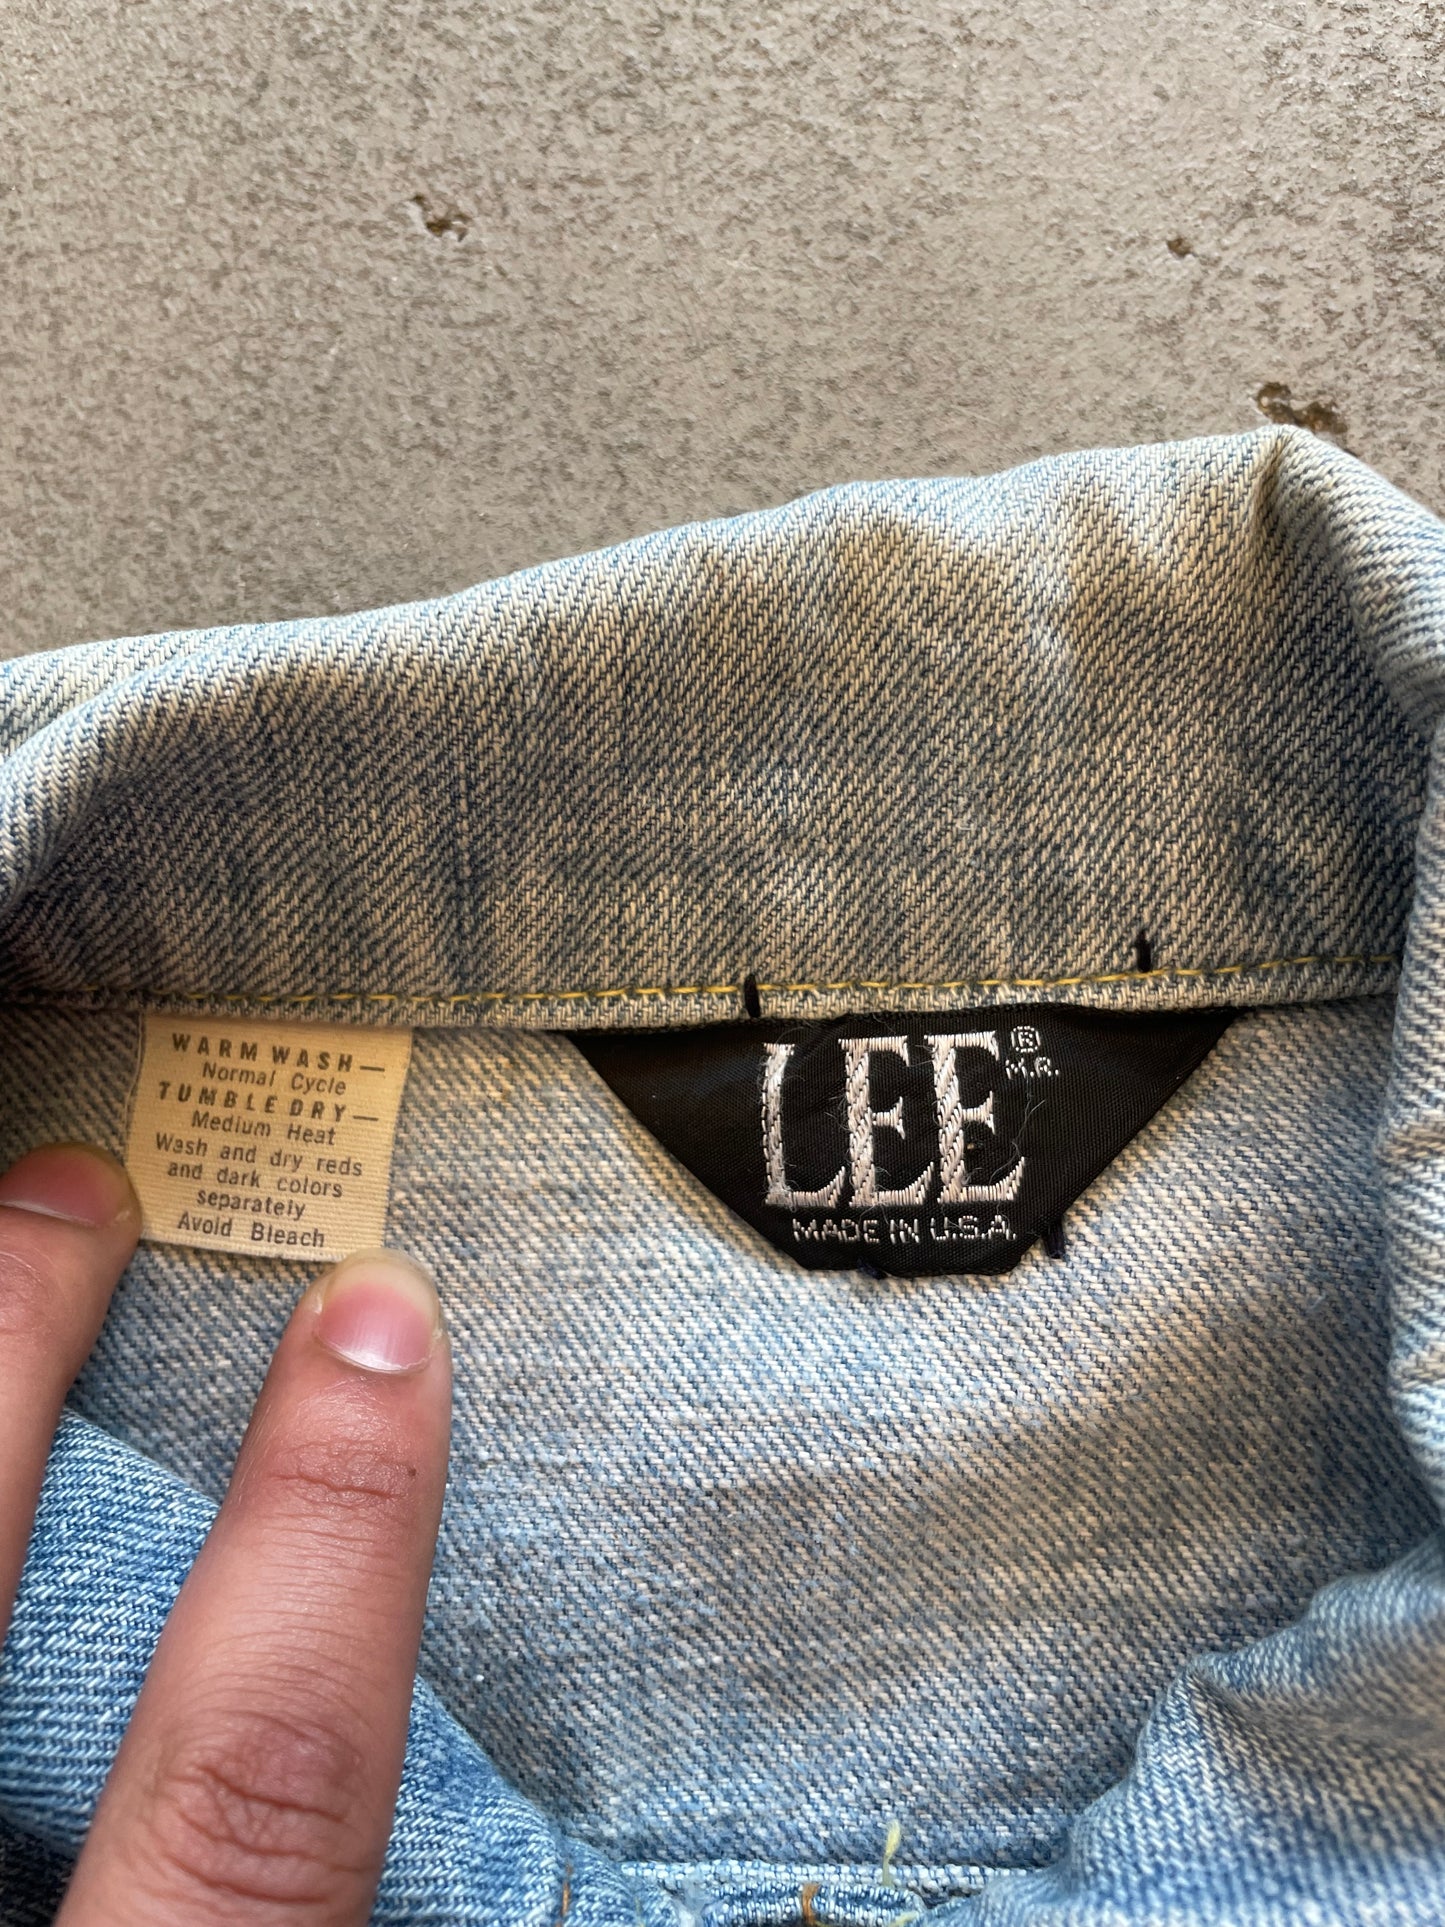 WARM WASH—
Normal Cycle
TUMBLE DRY—
Medium Heat
Wash and dry reds
and dark colors
separately
Avoid Bleach
LEE®
M.R.
MADE IN U.S.A.